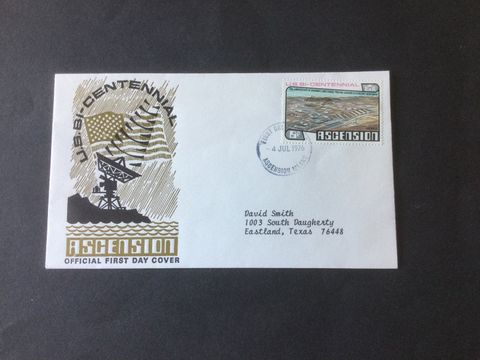 U.S. BI-CENTENNIAL
ASCENSION
OFFICIAL FIRST DAY COVER
U.S. BI-CENTENNIAL
ASCENSION
FIRST
- 4 JUL 1976
ASCENSION ISLAND
David Smith
1003 South Daugherty
Eastland, Texas 76448